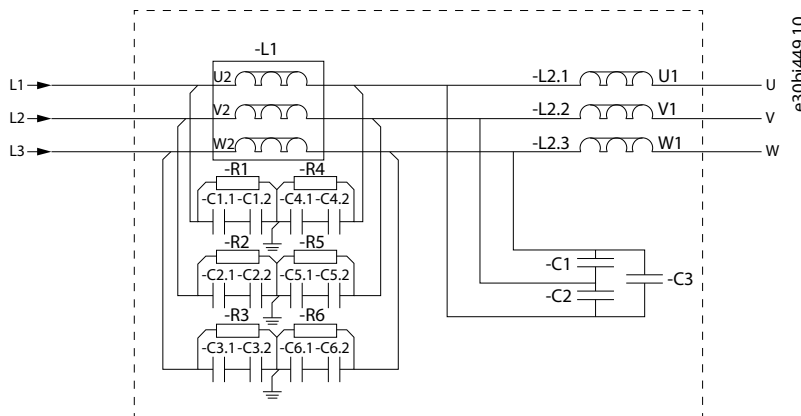 -L1
e30bj449.10
L1 U2 -L2.1 U1 U
L2 V2 -L2.2 V1 V
L3 W2 -L2.3 W1 W
-R1 -R4
-C1.1 -C1.2 -C4.1 -C4.2
-R2 -R5
-C2.1 -C2.2 -C5.1 -C5.2
-C1
-C3
-C2
-R3 -R6
-C3.1 -C3.2 -C6.1 -C6.2